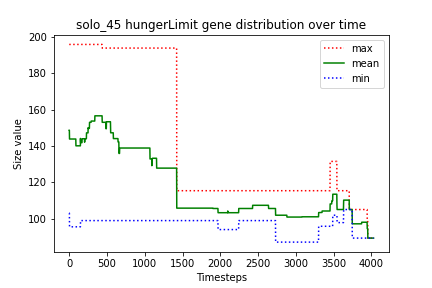 solo_45 hungerLimit gene distribution over time
max
mean
min
Size value
200
180
160
140
120
100
0 500 1000 1500 2000 2500 3000 3500 4000
Timesteps